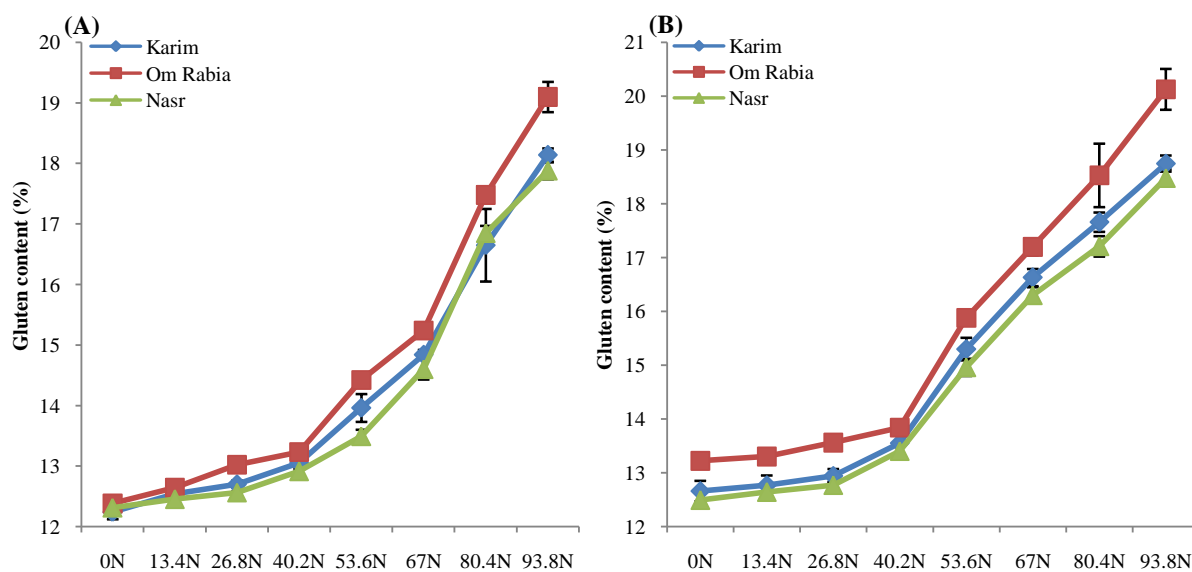 (A)
Karim
Om Rabia
Nasr
Gluten content (%)
20
19
18
17
16
15
14
13
12
0N 13.4N 26.8N 40.2N 53.6N 67N 80.4N 93.8N
(B)
Karim
Om Rabia
Nasr
Gluten content (%)
21
20
19
18
17
16
15
14
13
12
0N 13.4N 26.8N 40.2N 53.6N 67N 80.4N 93.8N